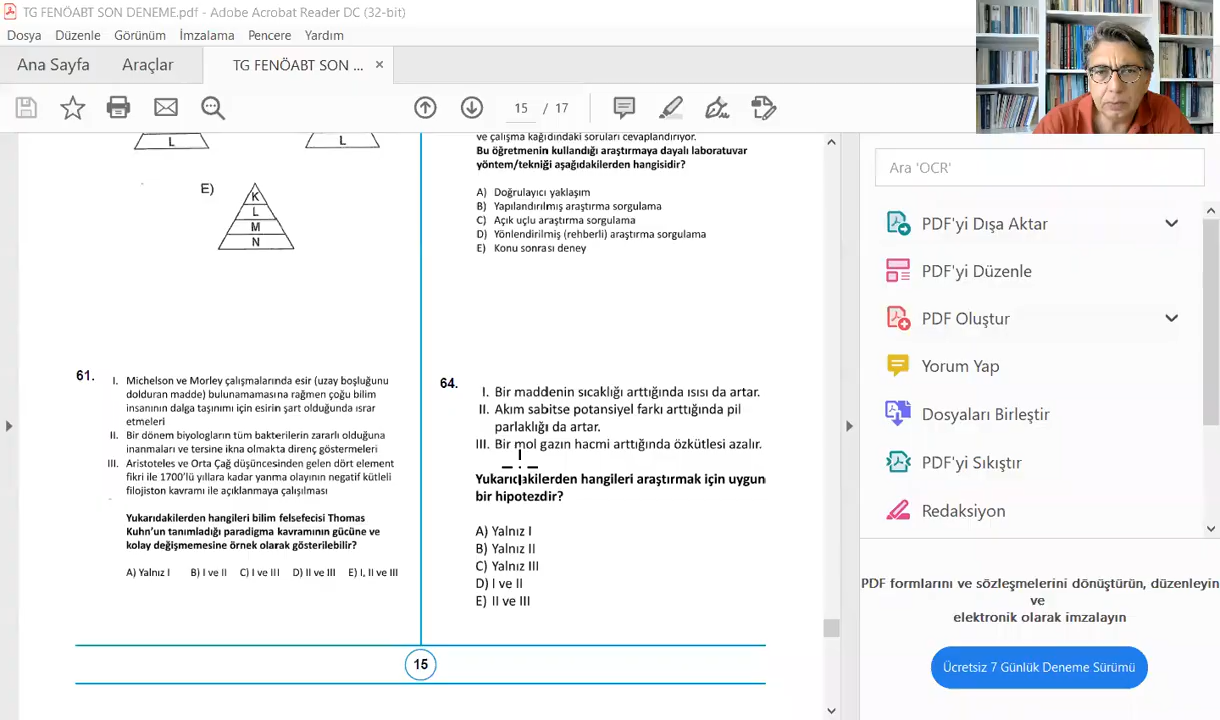 TG FENÖABT SON DENEME.pdf - Adobe Acrobat Reader DC (32-bit)
Dosya Düzenle Görünüm İmzalama Pencere Yardım
Ana Sayfa Araçlar TG FENÖABT SON ... ×
15 / 17
L L
E)
K
L
M
N
61.
I. Michelson ve Morley çalışmalarında esir (uzay boşluğunu
dolduran madde) bulunamamasına rağmen çoğu bilim
insanının dalga taşınımı için esirin şart olduğunda ısrar
etmeleri
II. Bir dönem biyologların tüm bakterilerin zararlı olduğuna
inanmaları ve tersine ikna olmakta direnç göstermeleri
III. Aristoteles ve Orta Çağ düşüncesinden gelen dört element
fikri ile 1700'lü yıllara kadar yanma olayının negatif kütleli
filojiston kavramı ile açıklanmaya çalışılması
Yukarıdakilerden hangileri bilim felsefecisi Thomas
Kuhn'un tanımladığı paradigma kavramının gücüne ve
kolay değişmemesine örnek olarak gösterilebilir?
A) Yalnız I B) I ve II C) I ve III D) II ve III E) I, II ve III
ve çalışma kağıdındaki soruları cevaplandırıyor.
Bu öğretmenin kullandığı araştırmaya dayalı laboratuvar
yöntem/tekniği aşağıdakilerden hangisidir?
A) Doğrulayıcı yaklaşım
B) Yapılandırılmış araştırma sorgulama
C) Açık uçlu araştırma sorgulama
D) Yönlendirilmiş (rehberli) araştırma sorgulama
E) Konu sonrası deney
64.
I. Bir maddenin sıcaklığı arttığında ısısı da artar.
II. Akım sabitse potansiyel farkı arttığında pil
parlaklığı da artar.
III. Bir mol gazın hacmi arttığında özkütlesi azalır.
Yukarıdakilerden hangileri araştırmak için uygun
bir hipotezdir?
A) Yalnız I
B) Yalnız II
C) Yalnız III
D) I ve II
E) II ve III
15
Ara 'OCR'
PDF'yi Dışa Aktar
PDF'yi Düzenle
PDF Oluştur
Yorum Yap
Dosyaları Birleştir
PDF'yi Sıkıştır
Redaksiyon
PDF formlarını ve sözleşmelerini dönüştürün, düzenleyin
ve
elektronik olarak imzalayın
Ücretsiz 7 Günlük Deneme Sürümü